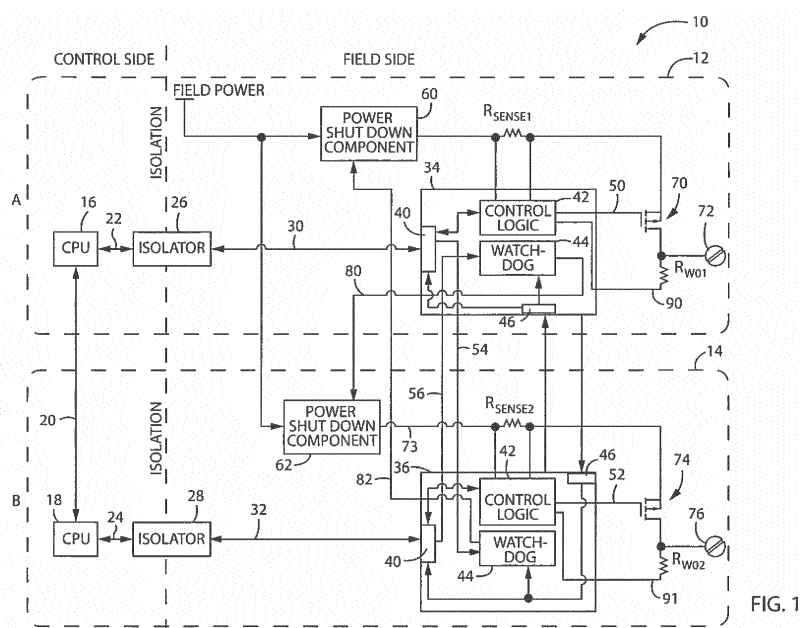 10
CONTROL SIDE
FIELD SIDE
12
FIELD POWER
ISOLATION
POWER
SHUT DOWN
COMPONENT
60
RSENSE1
34
A
16
22
26
40
42
50
70
CPU
ISOLATOR
30
CONTROL
LOGIC
44
72
WATCH-
DOG
RW01
80
46
90
54
14
56
ISOLATION
20
POWER
SHUT DOWN
COMPONENT
RSENSE2
73
62
82
36
42
46
74
B
18
24
28
32
CONTROL
LOGIC
52
76
CPU
ISOLATOR
40
WATCH-
DOG
44
RW02
91
FIG. 1